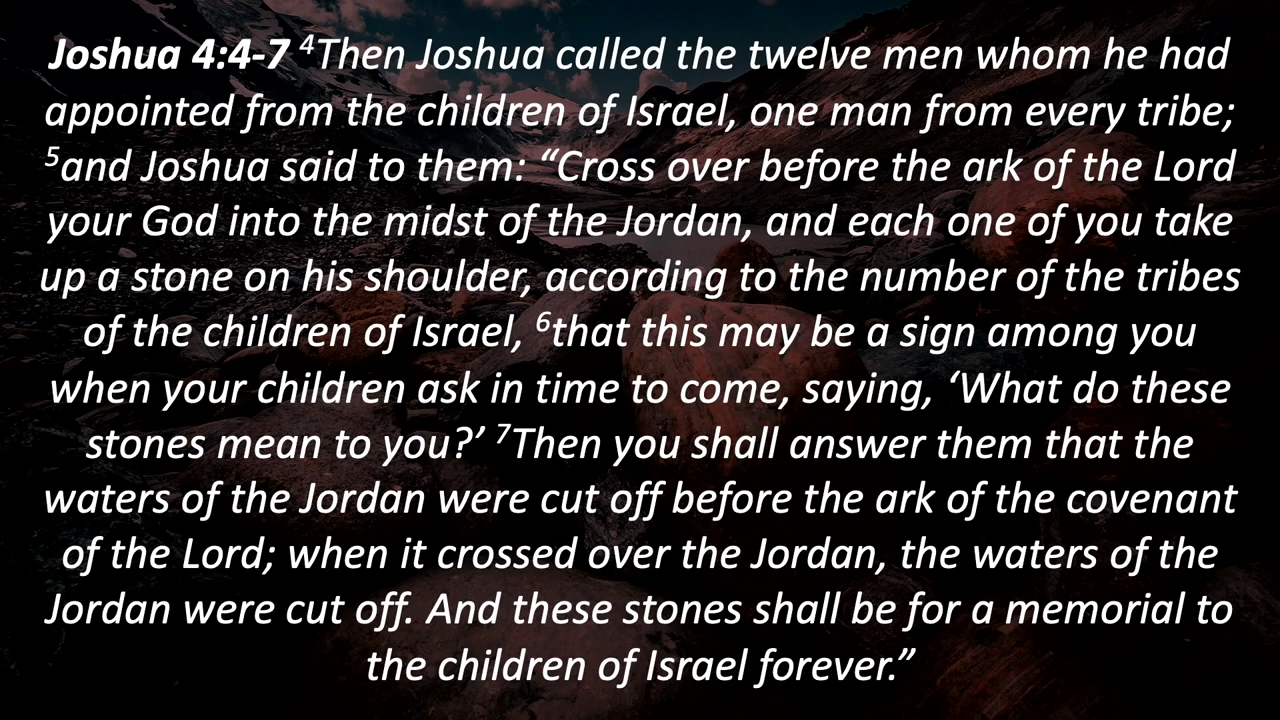 Joshua 4:4-7 ⁴Then Joshua called the twelve men whom he had
appointed from the children of Israel, one man from every tribe;
⁵and Joshua said to them: “Cross over before the ark of the Lord
your God into the midst of the Jordan, and each one of you take
up a stone on his shoulder, according to the number of the tribes
of the children of Israel, ⁶that this may be a sign among you
when your children ask in time to come, saying, ‘What do these
stones mean to you?’ ⁷Then you shall answer them that the
waters of the Jordan were cut off before the ark of the covenant
of the Lord; when it crossed over the Jordan, the waters of the
Jordan were cut off. And these stones shall be for a memorial to
the children of Israel forever.”